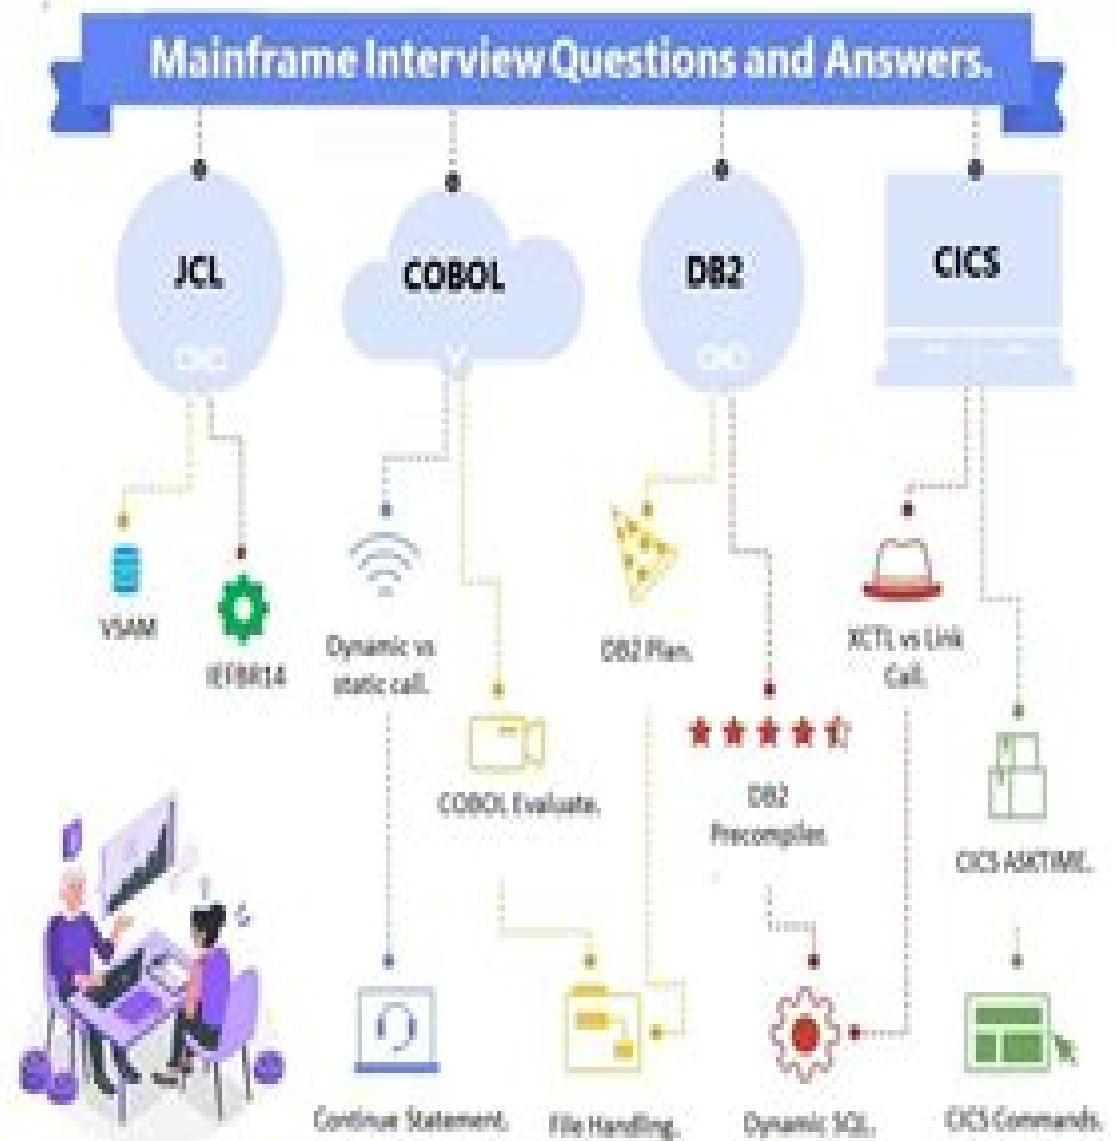 Mainframe Interview Questions and Answers.
JCL
COBOL
DB2
CICS
VSAM
IEFBR14
Dynamic vs
static call.
DB2 Plan.
XCTL vs Link
Call.
COBOL Evaluate.
DB2
Precompiler.
CICS ASKTIME.
Continue Statement.
File Handling.
Dynamic SQL.
CICS Commands.